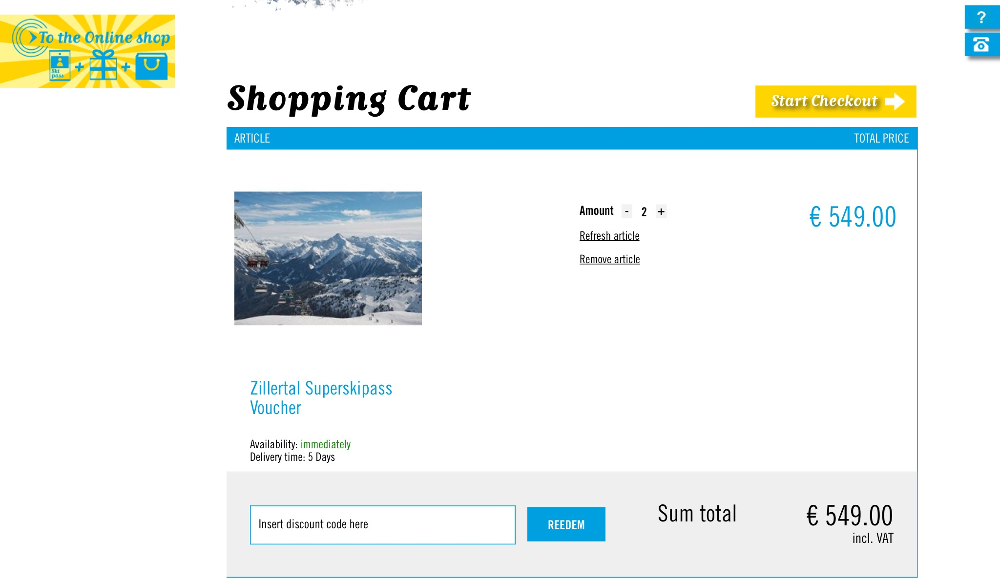 To the Online shop
Ski
pass
+ +
?
Shopping Cart
Start Checkout
ARTICLE TOTAL PRICE
Amount - 2 + € 549.00
Refresh article
Remove article
Zillertal Superskipass
Voucher
Availability: immediately
Delivery time: 5 Days
Insert discount code here REEDEM Sum total € 549.00
incl. VAT